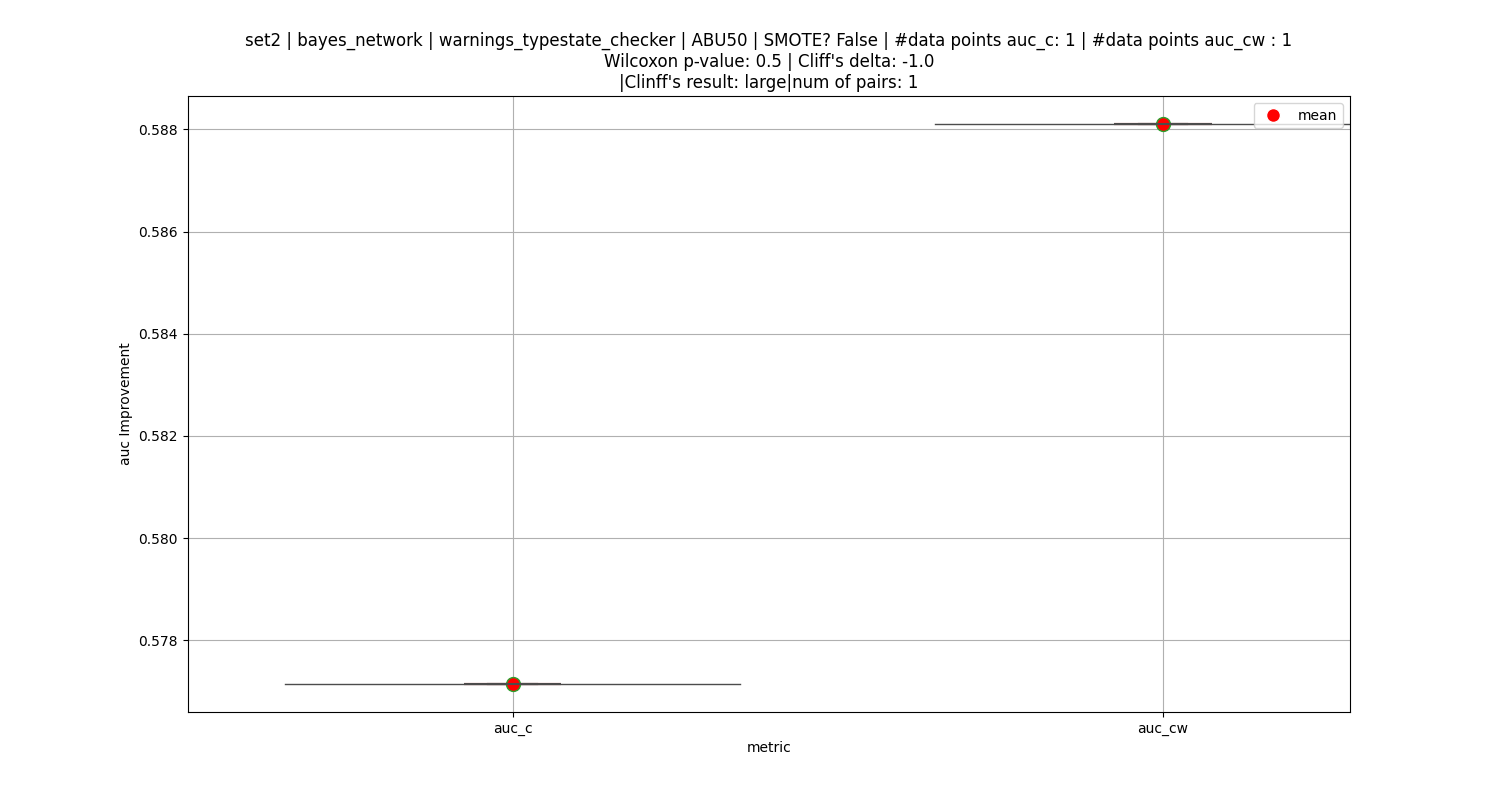 set2 | bayes_network | warnings_typestate_checker | ABU50 | SMOTE? False | #data points auc_c: 1 | #data points auc_cw : 1
Wilcoxon p-value: 0.5 | Cliff's delta: -1.0
|Clinff's result: large|num of pairs: 1
mean
0.588
0.586
0.584
0.582
0.580
0.578
auc Improvement
auc_c
auc_cw
metric